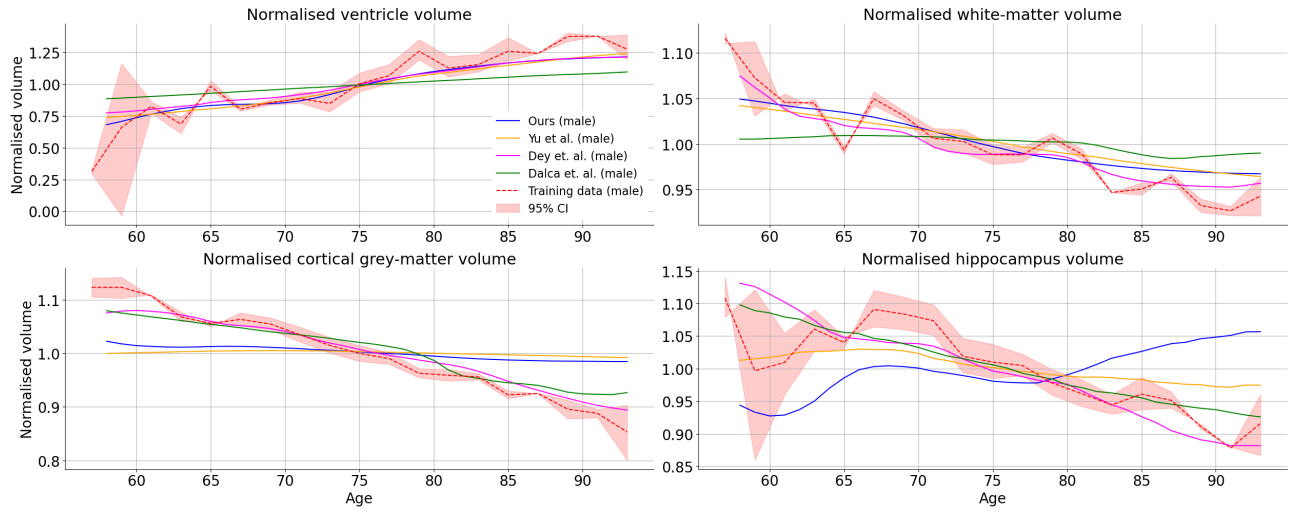 Normalised ventricle volume
Normalised volume
1.25
1.00
0.75
0.50
0.25
0.00
60 65 70 75 80 85 90
Ours (male)
Yu et al. (male)
Dey et. al. (male)
Dalca et. al. (male)
Training data (male)
95% CI
Normalised white-matter volume
1.10
1.05
1.00
0.95
60 65 70 75 80 85 90
Normalised cortical grey-matter volume
Normalised volume
1.1
1.0
0.9
0.8
60 65 70 75 80 85 90
Age
Normalised hippocampus volume
1.15
1.10
1.05
1.00
0.95
0.90
0.85
60 65 70 75 80 85 90
Age